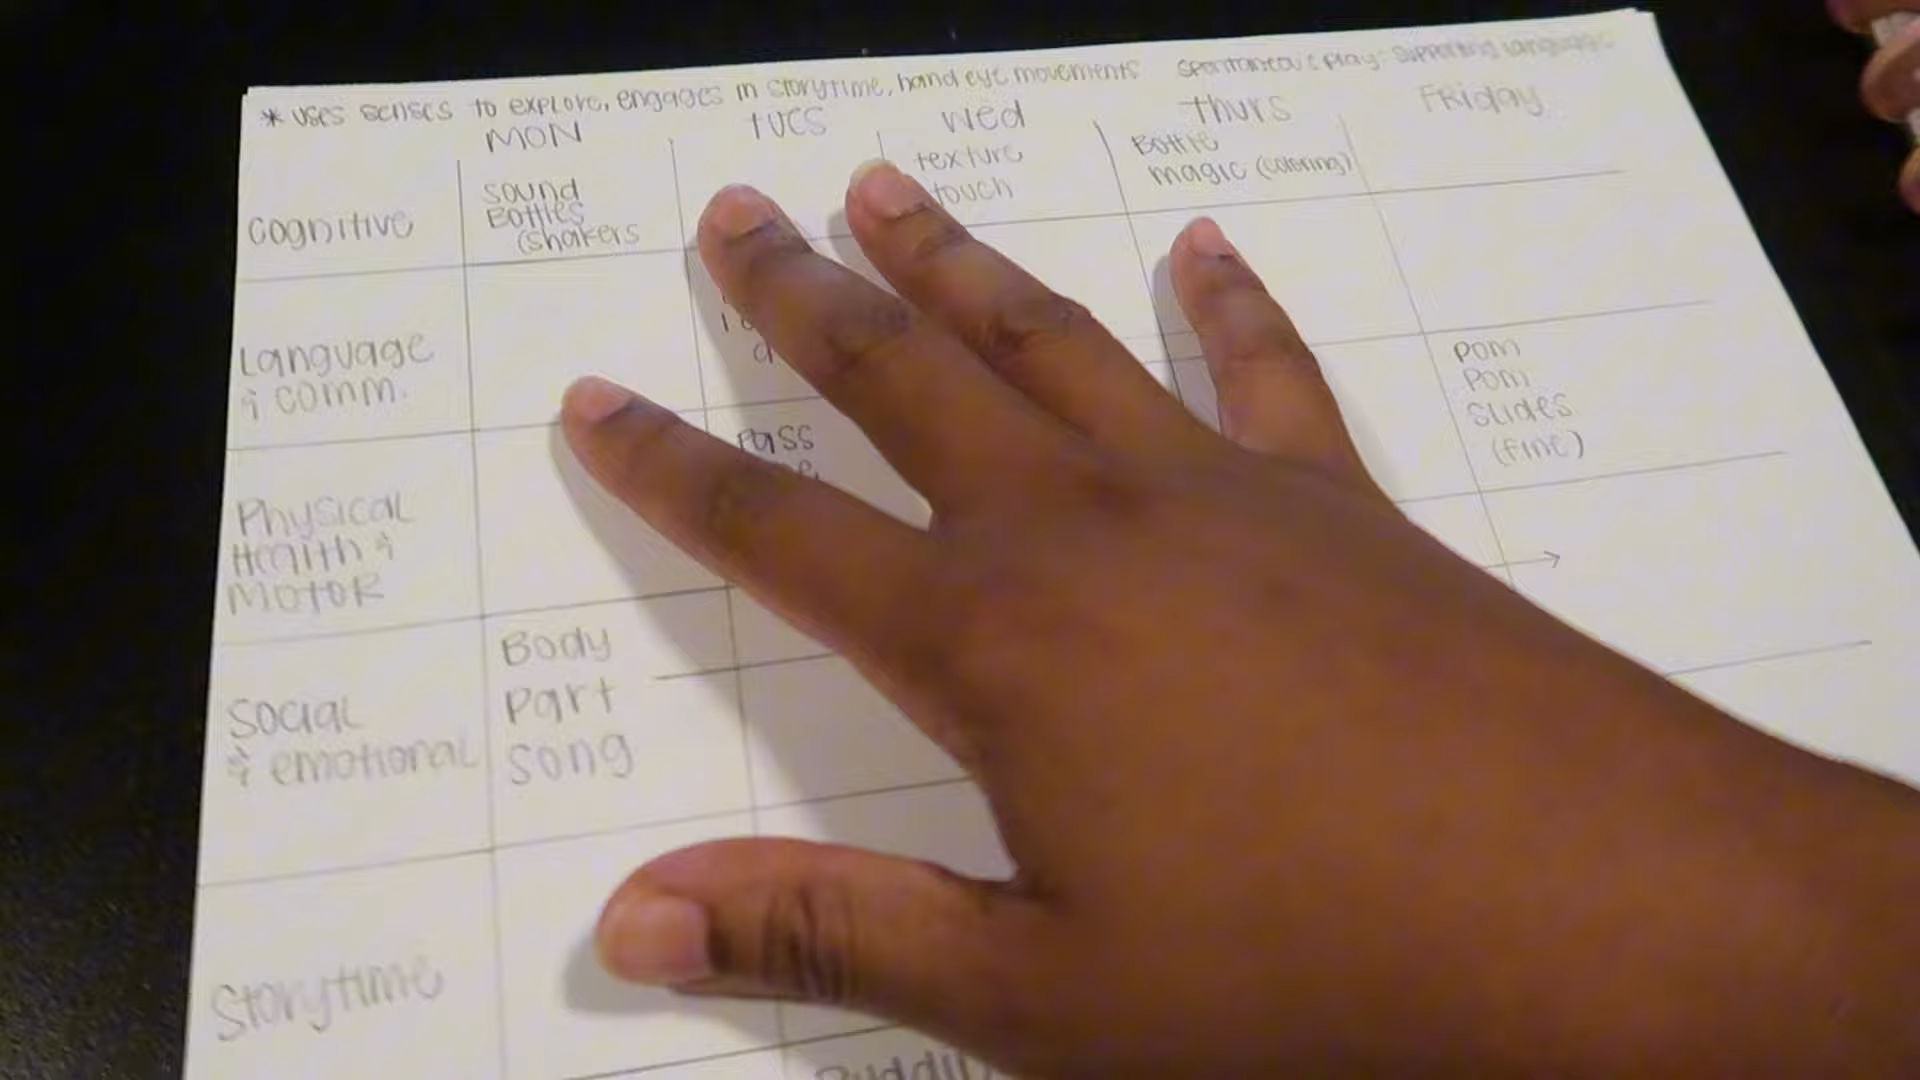 * uses senses to explore, engages in storytime, hand eye movements spontaneous play- supporting language
MON TUES Wed Thurs FRIDAY
Cognitive
Sound
Bottles
(shakers
texture
touch
Bottle
magic (coloring)
Language
& comm.
Pom
Pom
slides
(fine)
Pass
Physical
Health &
MOTOR
Social
& emotional
Body
Part
Song
Storytime